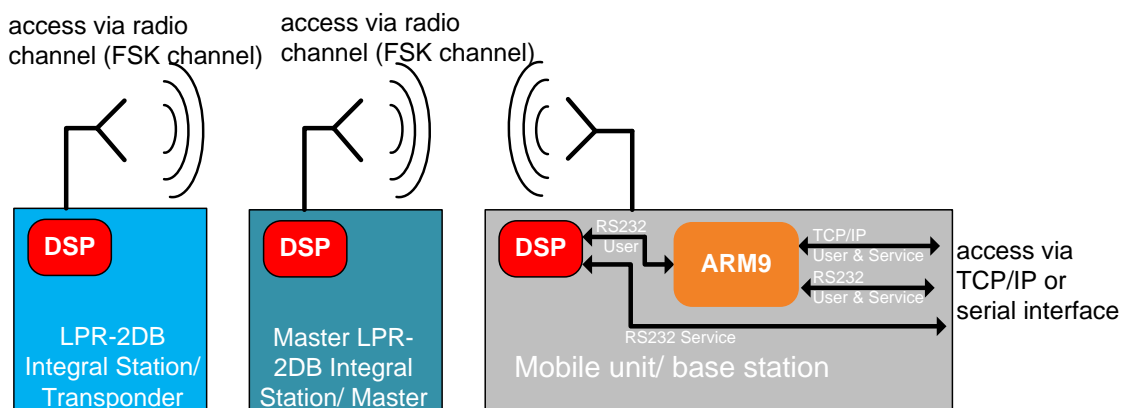 access via radio
channel (FSK channel)
access via radio
channel (FSK channel)
DSP
LPR-2DB
Integral Station/
Transponder
DSP
Master LPR-
2DB Integral
Station/ Master
DSP
RS232
User
ARM9
TCP/IP
User & Service
RS232
User & Service
RS232 Service
Mobile unit/ base station
access via
TCP/IP or
serial interface